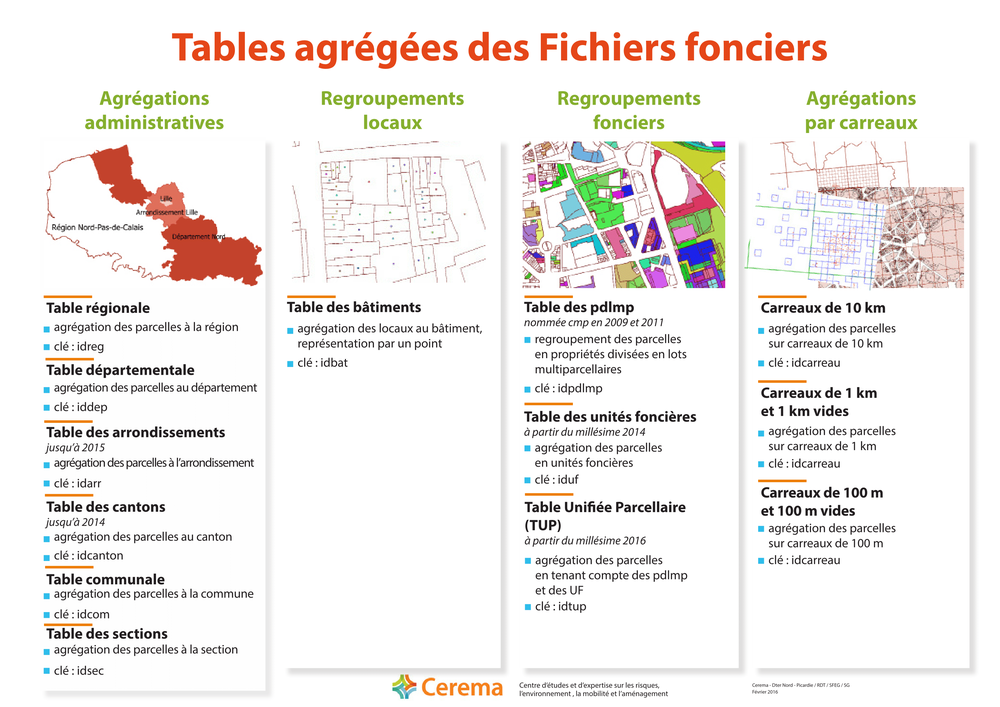 Tables agrégées des Fichiers fonciers
Agrégations
administratives
Lille
Arrondissement Lille
Région Nord-Pas-de-Calais
Département Nord
Table régionale
agrégation des parcelles à la région
clé : idreg
Table départementale
agrégation des parcelles au département
clé : iddep
Table des arrondissements
jusqu'à 2015
agrégation des parcelles à l'arrondissement
clé : idarr
Table des cantons
jusqu'à 2014
agrégation des parcelles au canton
clé : idcanton
Table communale
agrégation des parcelles à la commune
clé : idcom
Table des sections
agrégation des parcelles à la section
clé : idsec
Regroupements
locaux
Table des bâtiments
agrégation des locaux au bâtiment,
représentation par un point
clé : idbat
Regroupements
fonciers
Table des pdlmp
nommée cmp en 2009 et 2011
regroupement des parcelles
en propriétés divisées en lots
multiparcellaires
clé : idpdlmp
Table des unités foncières
à partir du millésime 2014
agrégation des parcelles
en unités foncières
clé : iduf
Table Unifiée Parcellaire
(TUP)
à partir du millésime 2016
agrégation des parcelles
en tenant compte des pdlmp
et des UF
clé : idtup
Agrégations
par carreaux
Carreaux de 10 km
agrégation des parcelles
sur carreaux de 10 km
clé : idcarreau
Carreaux de 1 km
et 1 km vides
agrégation des parcelles
sur carreaux de 1 km
clé : idcarreau
Carreaux de 100 m
et 100 m vides
agrégation des parcelles
sur carreaux de 100 m
clé : idcarreau
Cerema
Centre d'études et d'expertise sur les risques,
l'environnement , la mobilité et l'aménagement
Cerema - Dter Nord - Picardie / RDT / SFEG / SG
Février 2016